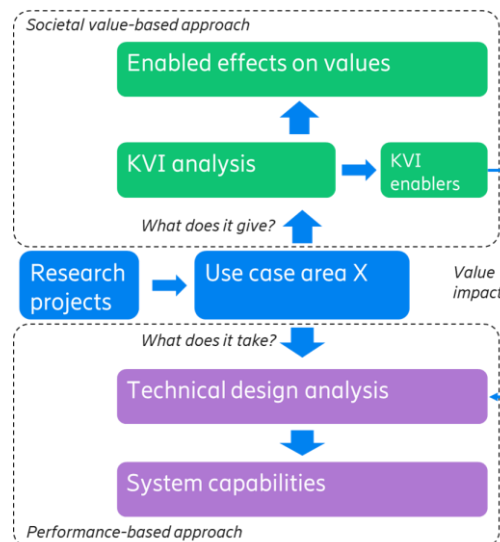 Societal value-based approach
Enabled effects on values
KVI analysis
KVI
enablers
What does it give?
Research
projects
Use case area X
Value
impact
What does it take?
Technical design analysis
System capabilities
Performance-based approach